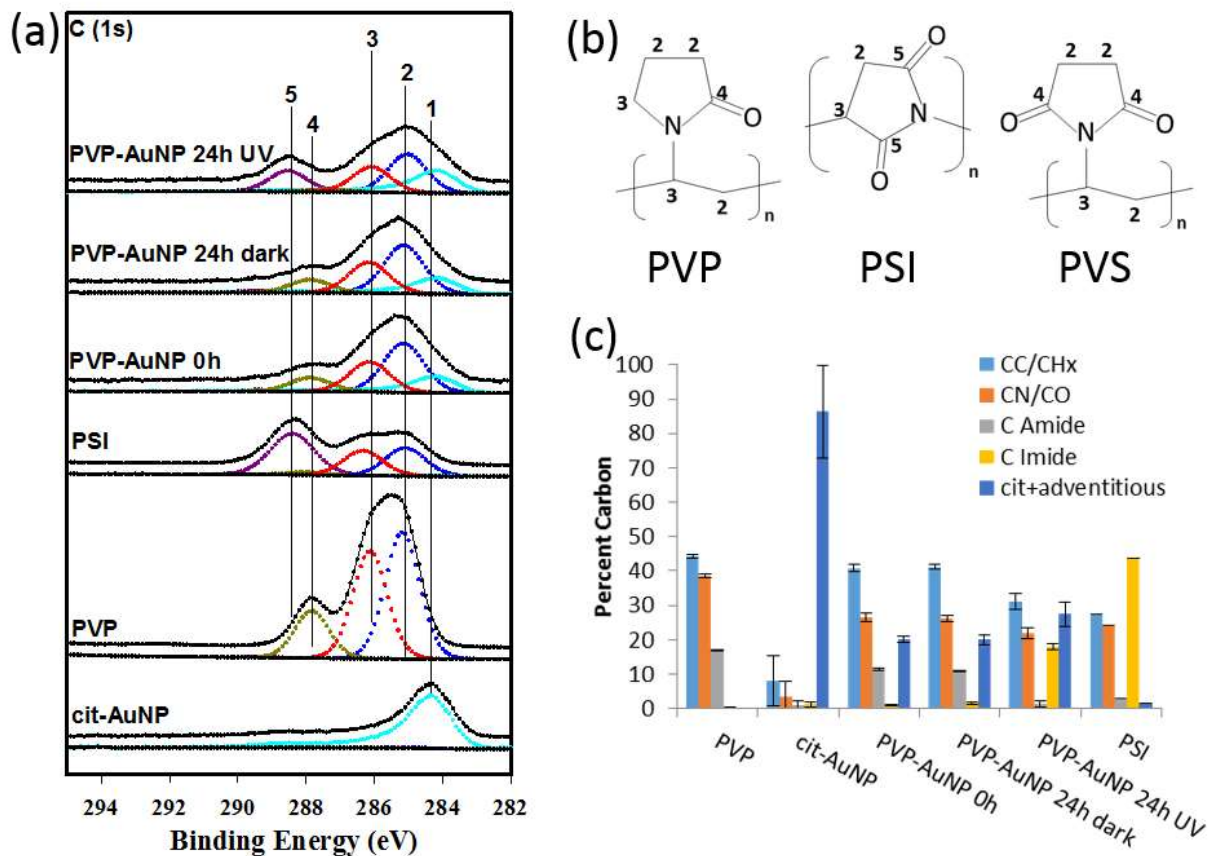 (a)
C (1s)
3
2
5
4
1
PVP-AuNP 24h UV
PVP-AuNP 24h dark
PVP-AuNP 0h
PSI
PVP
cit-AuNP
294 292 290 288 286 284 282
Binding Energy (eV)
(b)
2 2
3 4 O
N
3 2 n
PVP
O
2 5
3 N
5
O n
PSI
2 2
4 4
O N O
3 2 n
PVS
(c)
100
90
80
70
60
50
40
30
20
10
0
Percent Carbon
CC/CHx
CN/CO
C Amide
C Imide
cit+adventitious
PVP
cit-AuNP
PVP-AuNP 0h
PVP-AuNP 24h dark
PVP-AuNP 24h UV
PSI